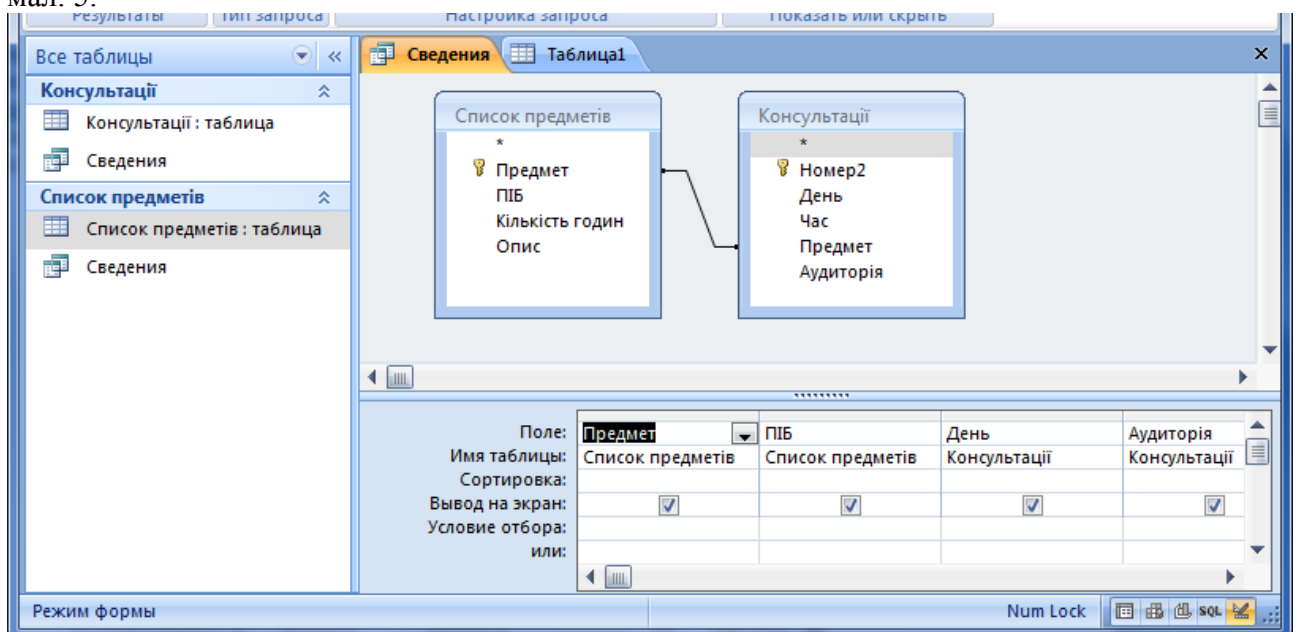 мал. 5.
Результаты Тип запроса Настройка запроса Показать или скрыть
Все таблицы «
Сведения Таблица1 ×
Консультації
Консультації : таблица
Сведения
Список предметів
Список предметів : таблица
Сведения
Список предметів
*
Предмет
ПІБ
Кількість годин
Опис
Консультації
*
Номер2
День
Час
Предмет
Аудиторія
Поле: Предмет ПІБ День Аудиторія
Имя таблицы: Список предметів Список предметів Консультації Консультації
Сортировка:
Вывод на экран:
Условие отбора:
или:
Режим формы Num Lock SQL